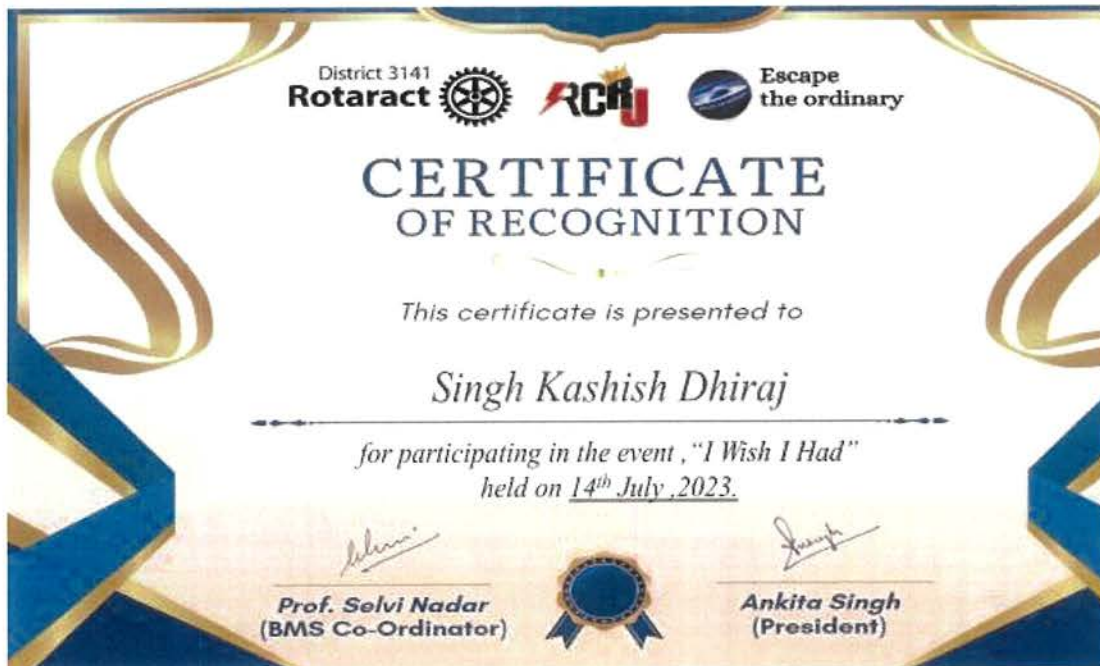 District 3141
Rotaract
RCRJ
Escape
the ordinary
CERTIFICATE
OF RECOGNITION
This certificate is presented to
Singh Kashish Dhiraj
for participating in the event , “I Wish I Had”
held on 14th July ,2023.
Prof. Selvi Nadar
(BMS Co-Ordinator)
Ankita Singh
(President)